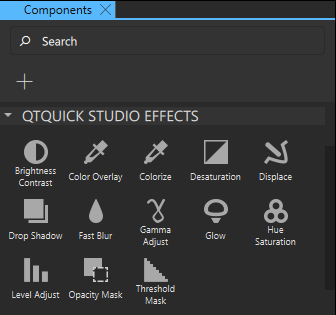 Components
Search
QTQUICK STUDIO EFFECTS
Brightness
Contrast
Color Overlay
Colorize
Desaturation
Displace
Drop Shadow
Fast Blur
Gamma
Adjust
Glow
Hue
Saturation
Level Adjust
Opacity Mask
Threshold
Mask